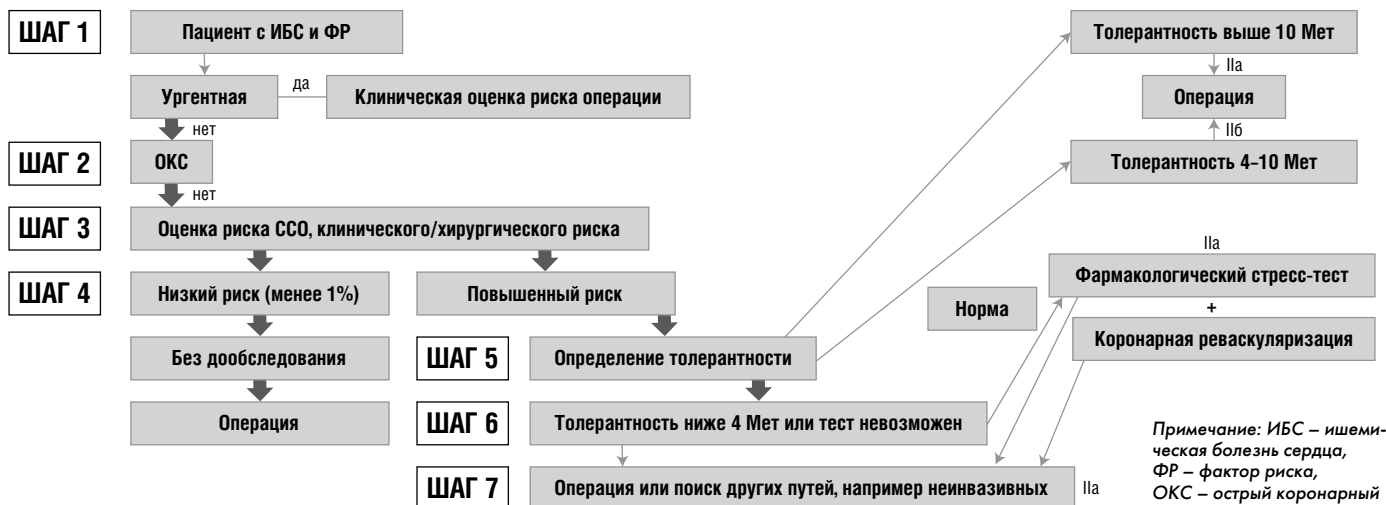 ШАГ 1
Пациент с ИБС и ФР
Толерантность выше 10 Мет
IIa
Ургентная
да
Клиническая оценка риска операции
Операция
нет
IIб
ШАГ 2
ОКС
Толерантность 4–10 Мет
нет
ШАГ 3
Оценка риска ССО, клинического/хирургического риска
IIa
ШАГ 4
Низкий риск (менее 1%)
Повышенный риск
Норма
Фармакологический стресс-тест
+
Коронарная реваскуляризация
Без дообследования
ШАГ 5
Определение толерантности
Операция
ШАГ 6
Толерантность ниже 4 Мет или тест невозможен
ШАГ 7
Операция или поиск других путей, например неинвазивных
IIa
Примечание: ИБС – ишеми-
ческая болезнь сердца,
ФР – фактор риска,
ОКС – острый коронарный